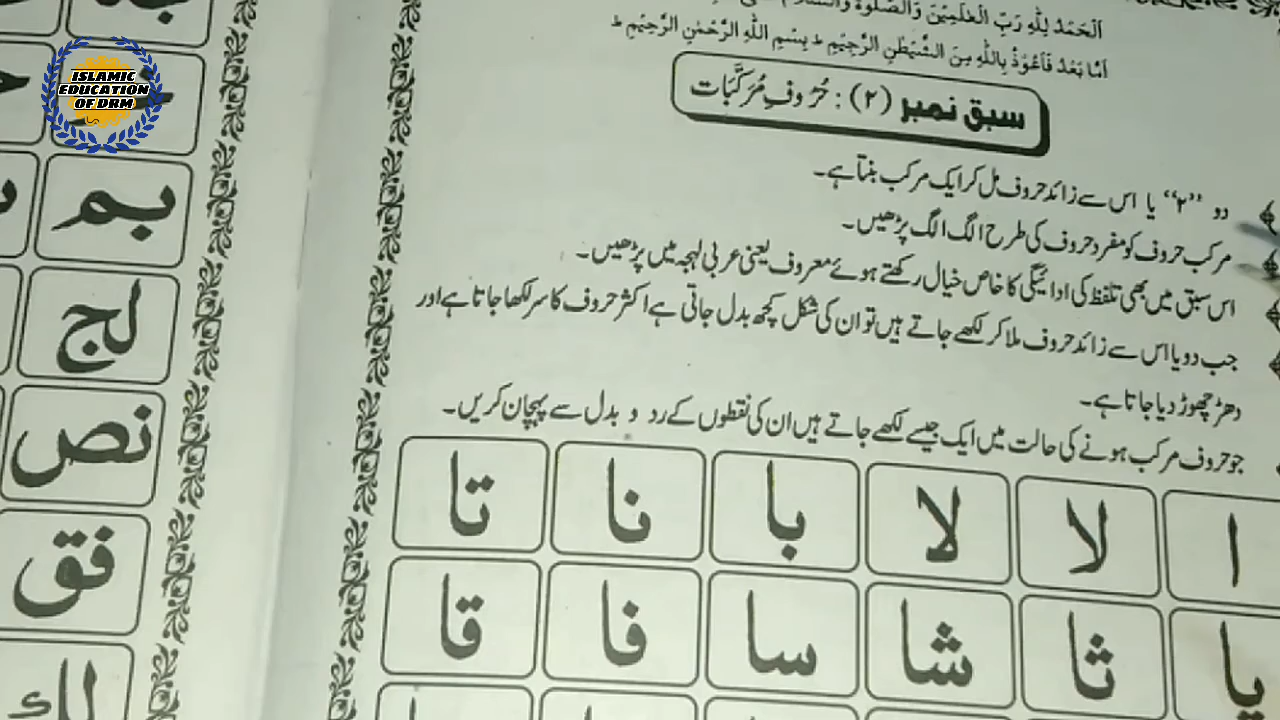 اَلْحَمْدُ لِلّٰهِ رَبِّ الْعٰلَمِیْنَ وَالصَّلٰوةُ وَالسَّلَامُ
اَمَّا بَعْدُ فَاَعُوْذُ بِاللّٰهِ مِنَ الشَّیْطٰنِ الرَّجِیْمِ ط بِسْمِ اللّٰهِ الرَّحْمٰنِ الرَّحِیْمِ ط
سبق نمبر (۲) : حُرُوفِ مُرَکَّبَات
دو "۲" یا اس سے زائد حروف مل کر ایک مرکب بنتا ہے۔
مرکب حروف کو مفرد حروف کی طرح الگ الگ پڑھیں۔
اس سبق میں بھی تلفظ کی ادائیگی کا خاص خیال رکھتے ہوئے معروف یعنی عربی لہجہ میں پڑھیں۔
جب دو یا اس سے زائد حروف ملا کر لکھے جاتے ہیں تو ان کی شکل کچھ بدل جاتی ہے اکثر حروف کا سر لکھا جاتا ہے اور
دھڑ چھوڑ دیا جاتا ہے۔
جو حروف مرکب ہونے کی حالت میں ایک جیسے لکھے جاتے ہیں ان کی نقطوں کے رد و بدل سے پہچان کریں۔
ا لا لا با نا تا
یا ثا شا سا فا قا
بم
لج
نص
فق
ISLAMIC
EDUCATION
OF DRM